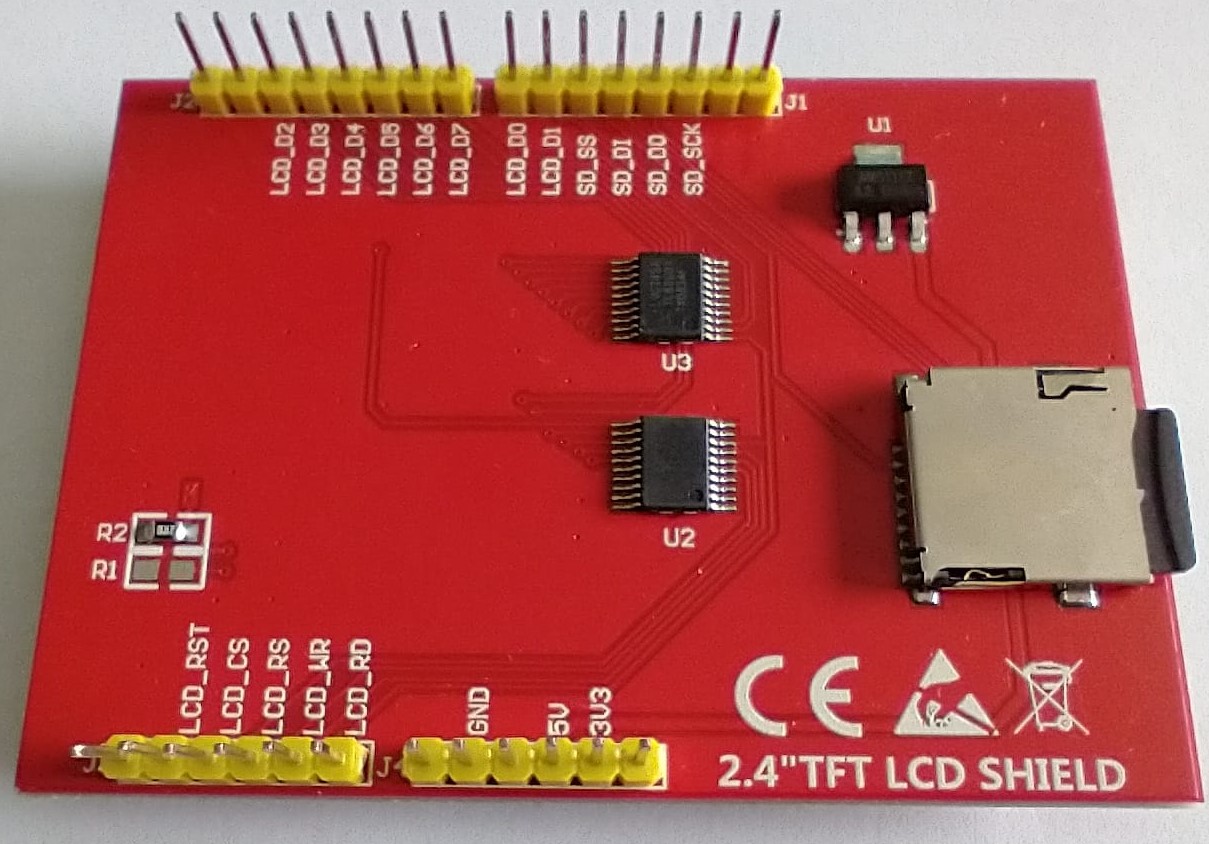 J2
J1
LCD_D2
LCD_D3
LCD_D4
LCD_D5
LCD_D6
LCD_D7
LCD_D0
LCD_D1
SD_SS
SD_DI
SD_DO
SD_SCK
U1
U3
U2
R2
R1
LCD_RST
LCD_CS
LCD_RS
LCD_WR
LCD_RD
GND
5V
3V3
CE
J4
2.4"TFT LCD SHIELD